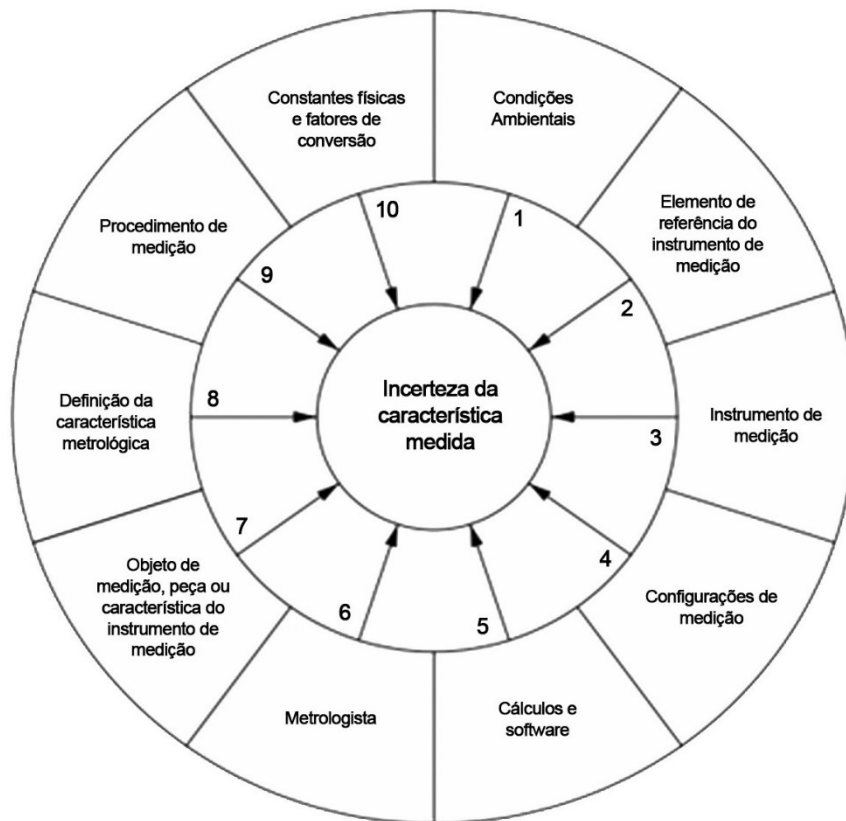 Condições
Ambientais
1
Elemento de
referência do
instrumento de
medição
2
Instrumento de
medição
3
Configurações de
medição
4
Cálculos e
software
5
Metrologista
6
Objeto de
medição, peça ou
característica do
instrumento de
medição
7
Definição da
característica
metrológica
8
Procedimento de
medição
9
Constantes físicas
e fatores de
conversão
10
Incerteza da
característica
medida